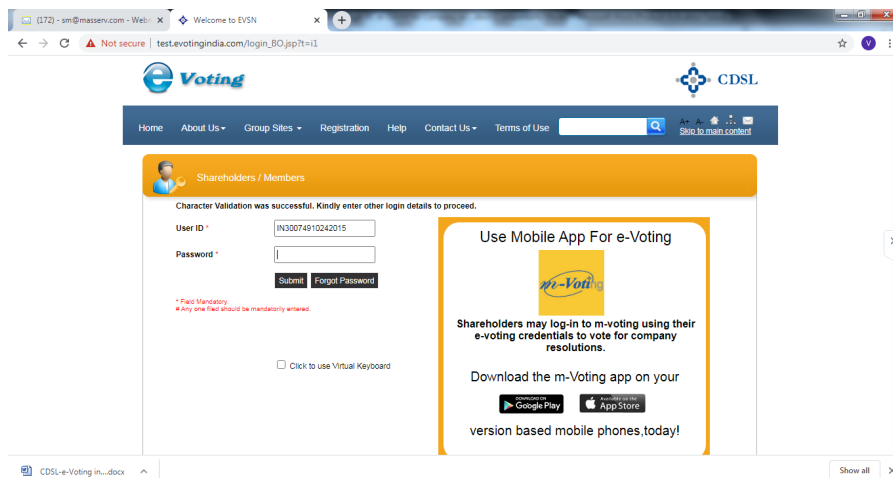 (172) - sm@masserv.com - Web
Welcome to EVSN
Not secure | test.evotingindia.com/login_BO.jsp?t=i1
V
e Voting
CDSL
Home About Us Group Sites Registration Help Contact Us Terms of Use
A+ A-
Skip to main content
Shareholders / Members
Character Validation was successful. Kindly enter other login details to proceed.
User ID * IN30074910242015
Password *
Submit Forgot Password
* Field Mandatory.
# Any one filed should be mandatorily entered.
Click to use Virtual Keyboard
Use Mobile App For e-Voting
m-Voting
Shareholders may log-in to m-voting using their
e-voting credentials to vote for company
resolutions.
Download the m-Voting app on your
DOWNLOAD ON Google Play
Available on the App Store
version based mobile phones,today!
CDSL-e-Voting in....docx
Show all